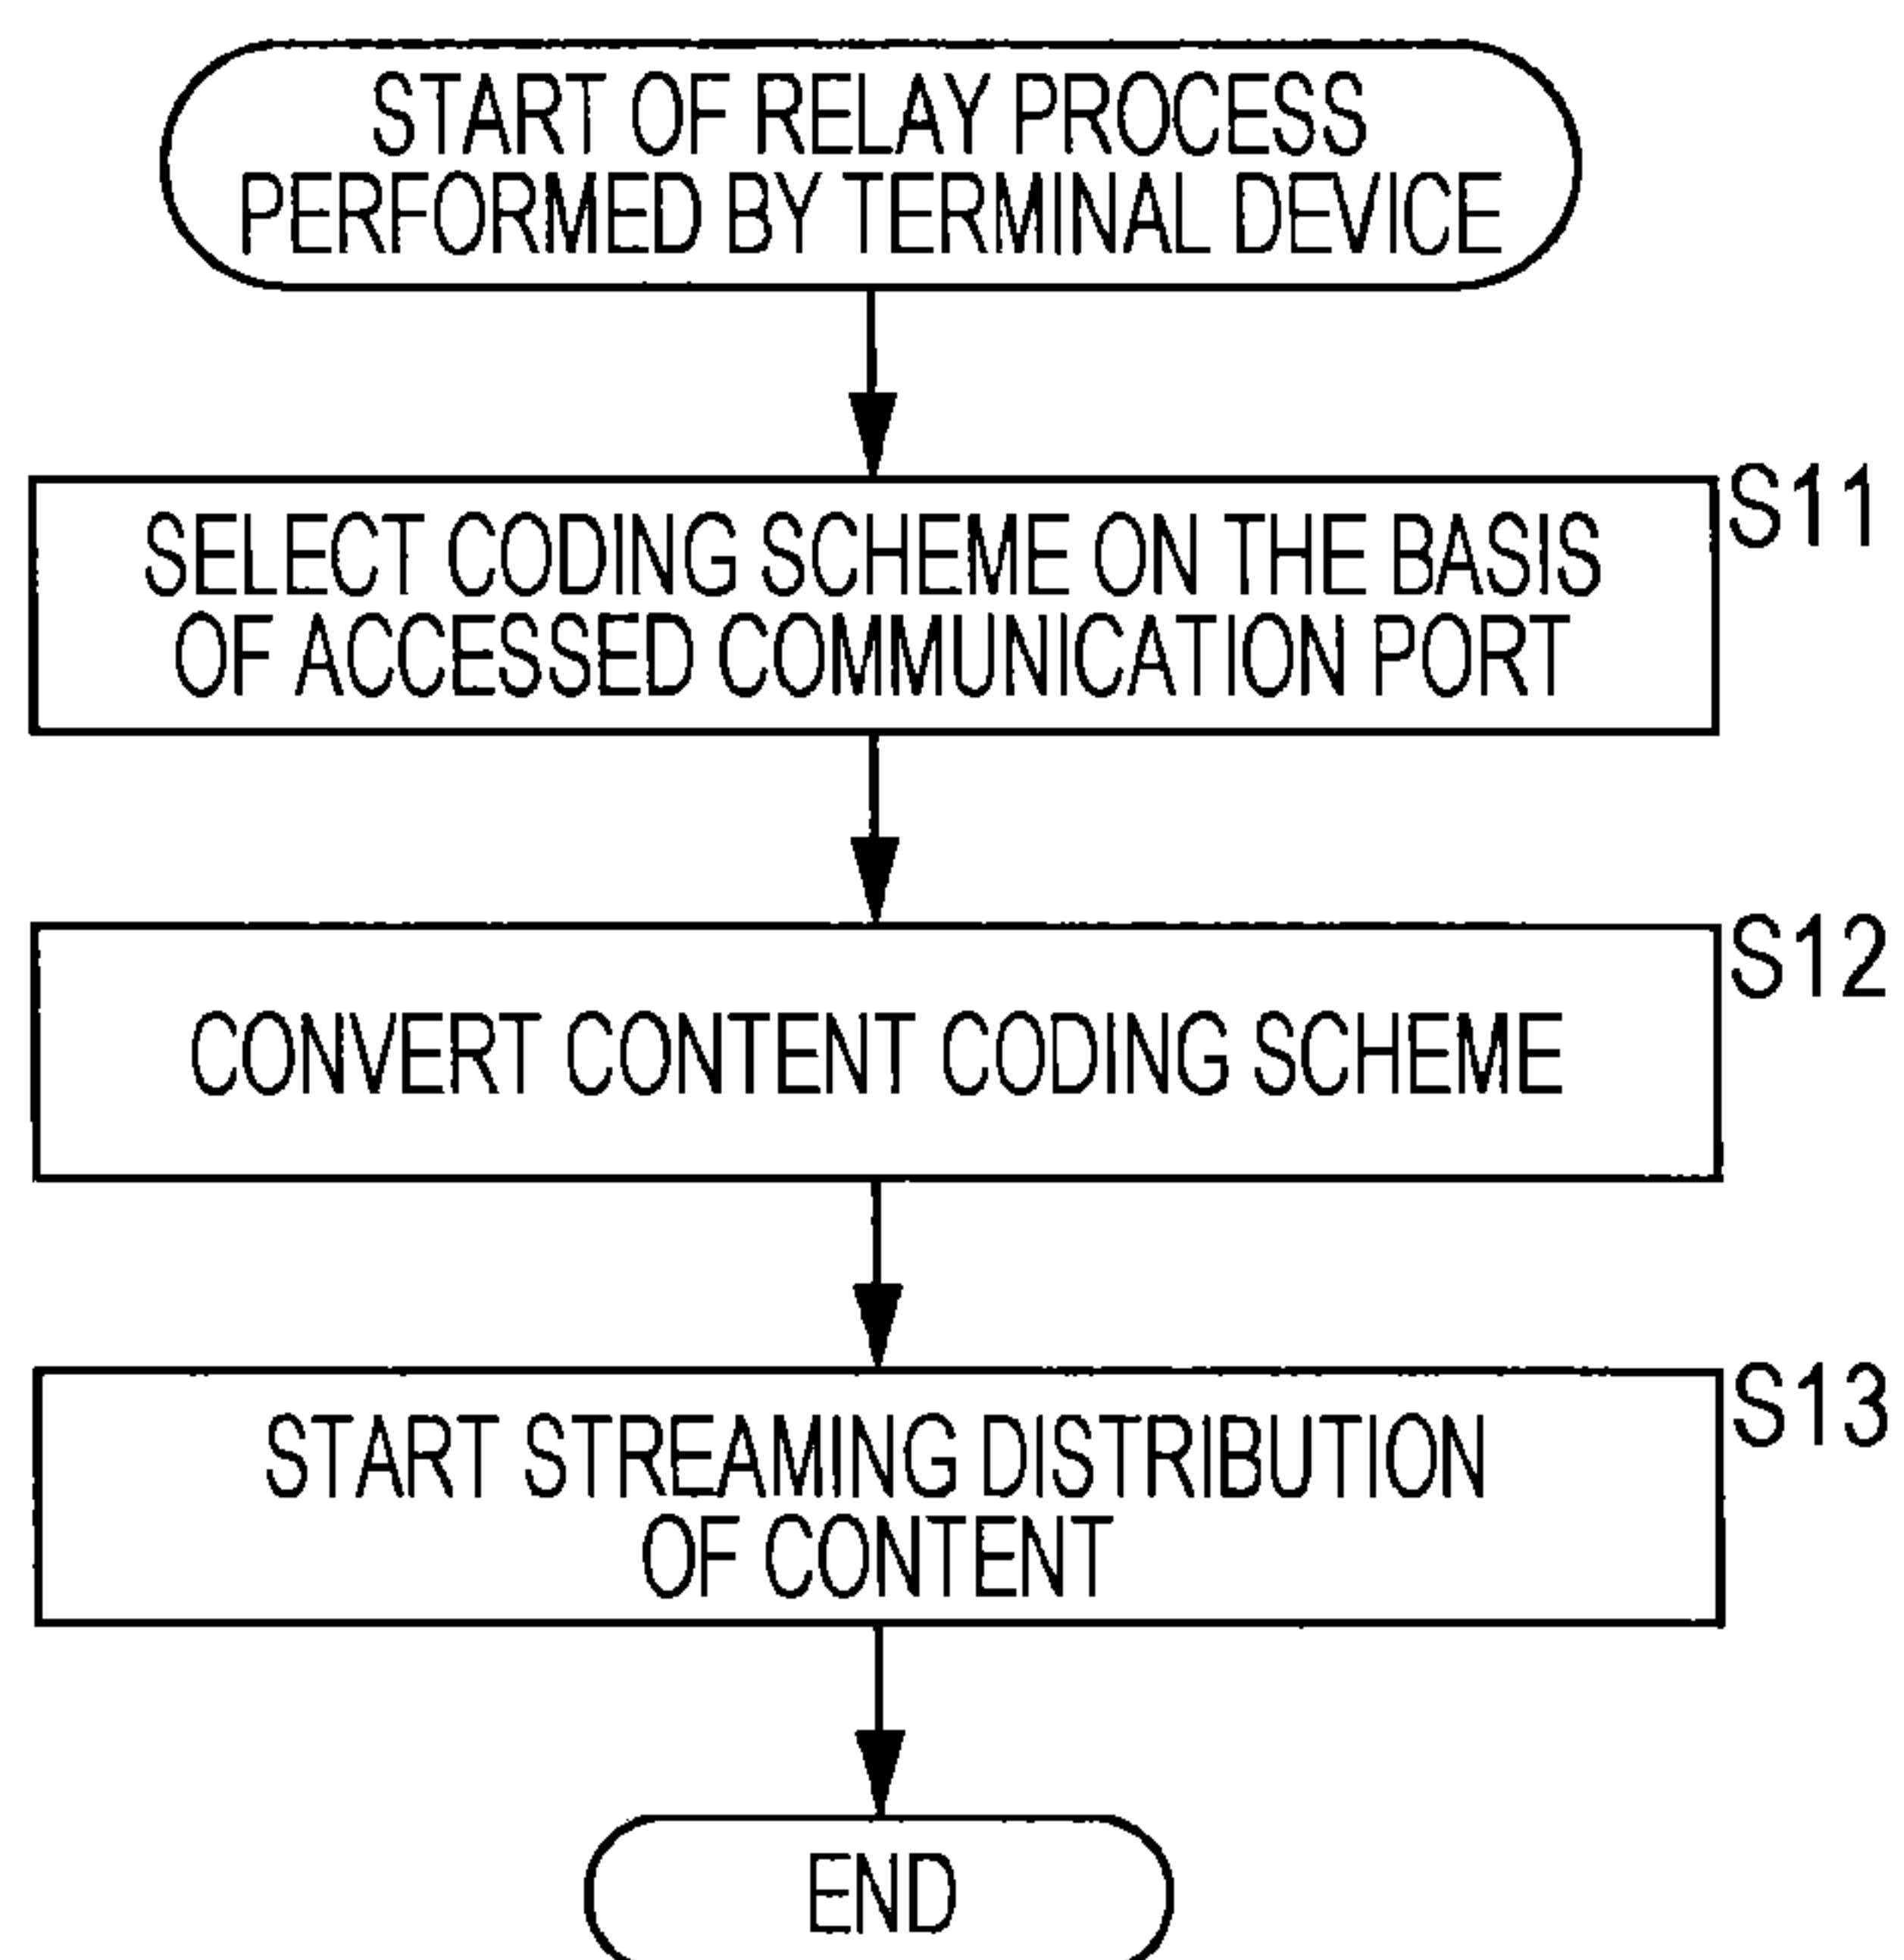 START OF RELAY PROCESS
PERFORMED BY TERMINAL DEVICE
S11
SELECT CODING SCHEME ON THE BASIS
OF ACCESSED COMMUNICATION PORT
S12
CONVERT CONTENT CODING SCHEME
S13
START STREAMING DISTRIBUTION
OF CONTENT
END